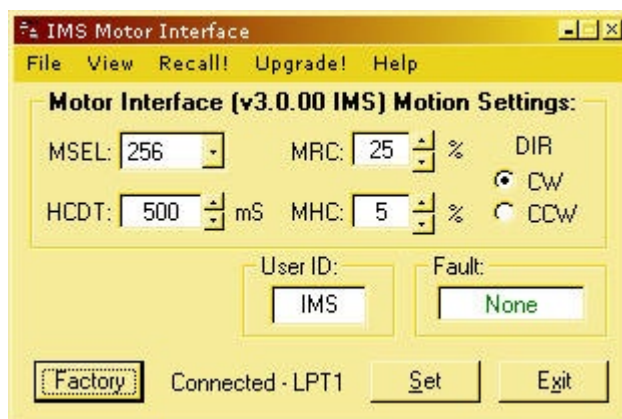 IMS Motor Interface
File View Recall! Upgrade! Help
Motor Interface (v3.0.00 IMS) Motion Settings:
MSEL: 256 MRC: 25 % DIR
CW
HCDT: 500 mS MHC: 5 % CCW
User ID: Fault:
IMS None
Factory Connected - LPT1 Set Exit